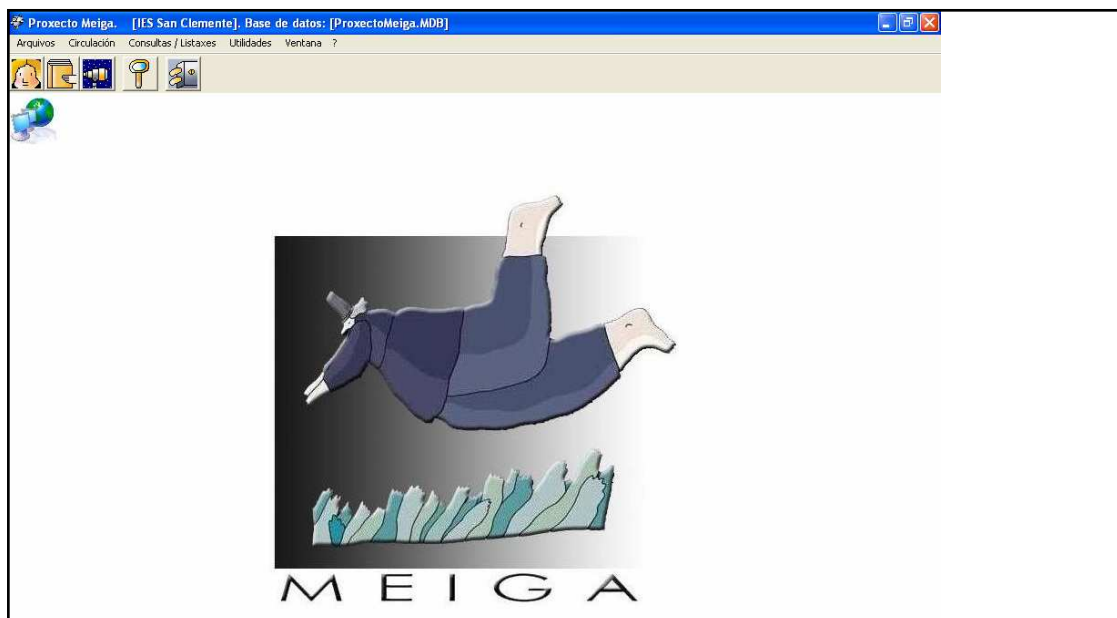 Proxecto Meiga. [IES San Clemente]. Base de datos: [ProxectoMeiga.MDB]
Arquivos Circulación Consultas / Listaxes Utilidades Ventana ?
MEIGA